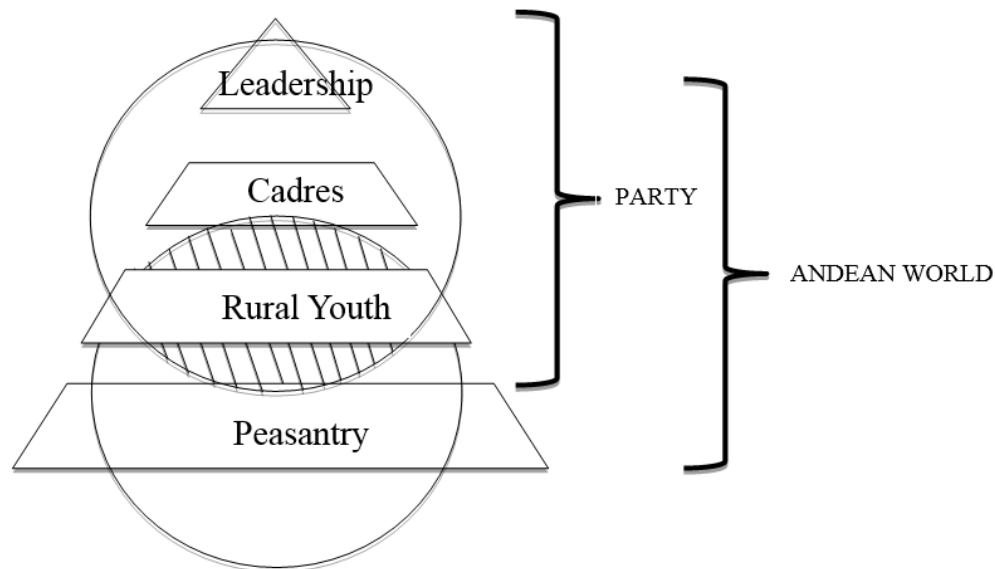 Leadership
Cadres
PARTY
ANDEAN WORLD
Rural Youth
Peasantry